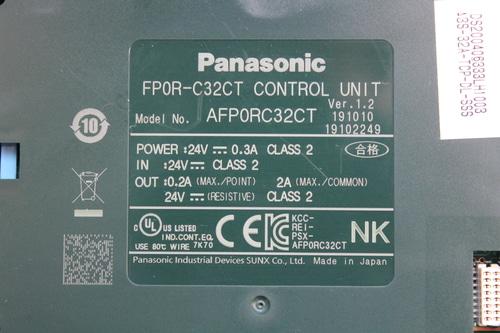 Panasonic
FP0R-C32CT CONTROL UNIT
Ver.1.2
Model No. AFP0RC32CT 191010
19102249
POWER :24V 0.3A CLASS 2
合格
IN :24V CLASS 2
OUT :0.2A (MAX./POINT) 2A (MAX./COMMON)
24V (RESISTIVE) CLASS 2
10
C UL US LISTED
IND.CONT.EQ.
USE 80℃ WIRE 7K70
CE
KCC-
REI-
PSX-
AFP0RC32CT
NK
Panasonic Industrial Devices SUNX Co., Ltd. Made in Japan